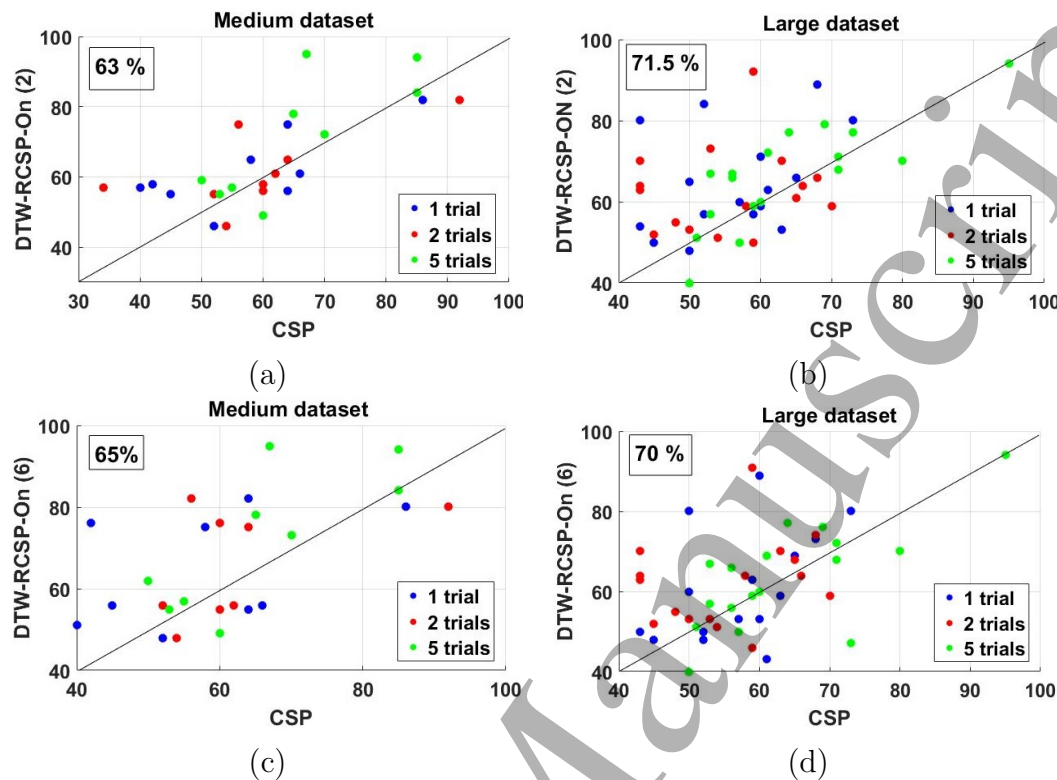 Medium dataset
Large dataset
63 %
71.5 %
DTW-RCSP-On (2)
DTW-RCSP-ON (2)
100
80
60
40
100
80
60
40
1 trial
2 trials
5 trials
1 trial
2 trials
5 trials
30 40 50 60 70 80 90 100
40 50 60 70 80 90 100
CSP
CSP
(a)
(b)
Medium dataset
Large dataset
65%
70 %
DTW-RCSP-On (6)
DTW-RCSP-On (6)
100
80
60
40
100
80
60
40
1 trial
2 trials
5 trials
1 trial
2 trials
5 trials
40 60 80 100
40 50 60 70 80 90 100
CSP
CSP
(c)
(d)
Manuscrip